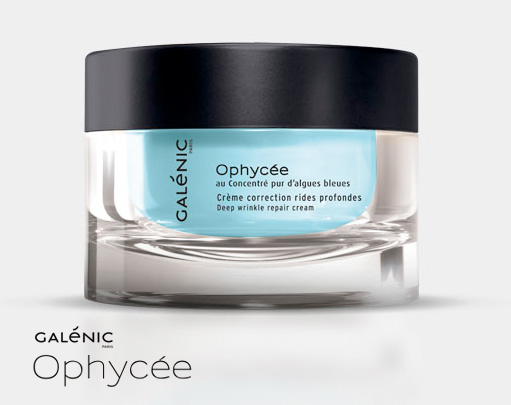 GALÉNIC
PARIS
Ophycée
au Concentré pur d'algues bleues
Crème correction rides profondes
Deep wrinkle repair cream
GALÉNIC
PARIS
Ophycée